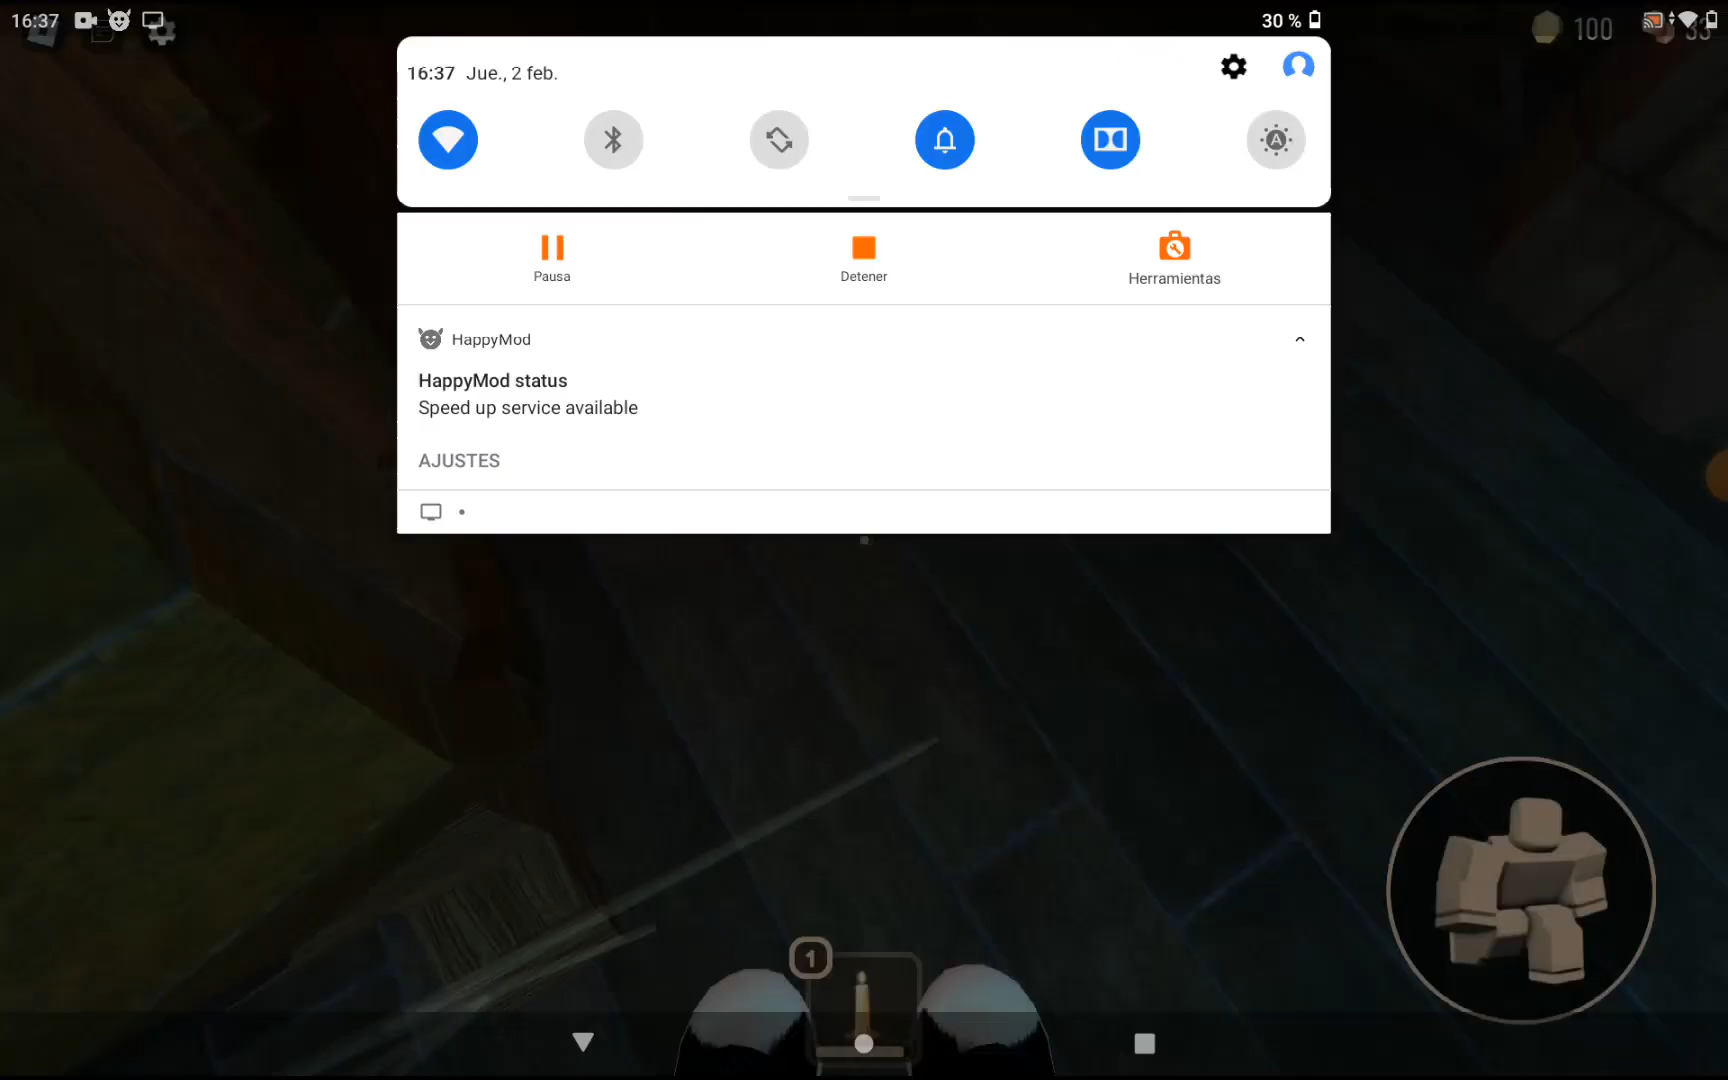 16:37
30 %
100
33
16:37 Jue., 2 feb.
A
Pausa
Detener
Herramientas
HappyMod
HappyMod status
Speed up service available
AJUSTES
1